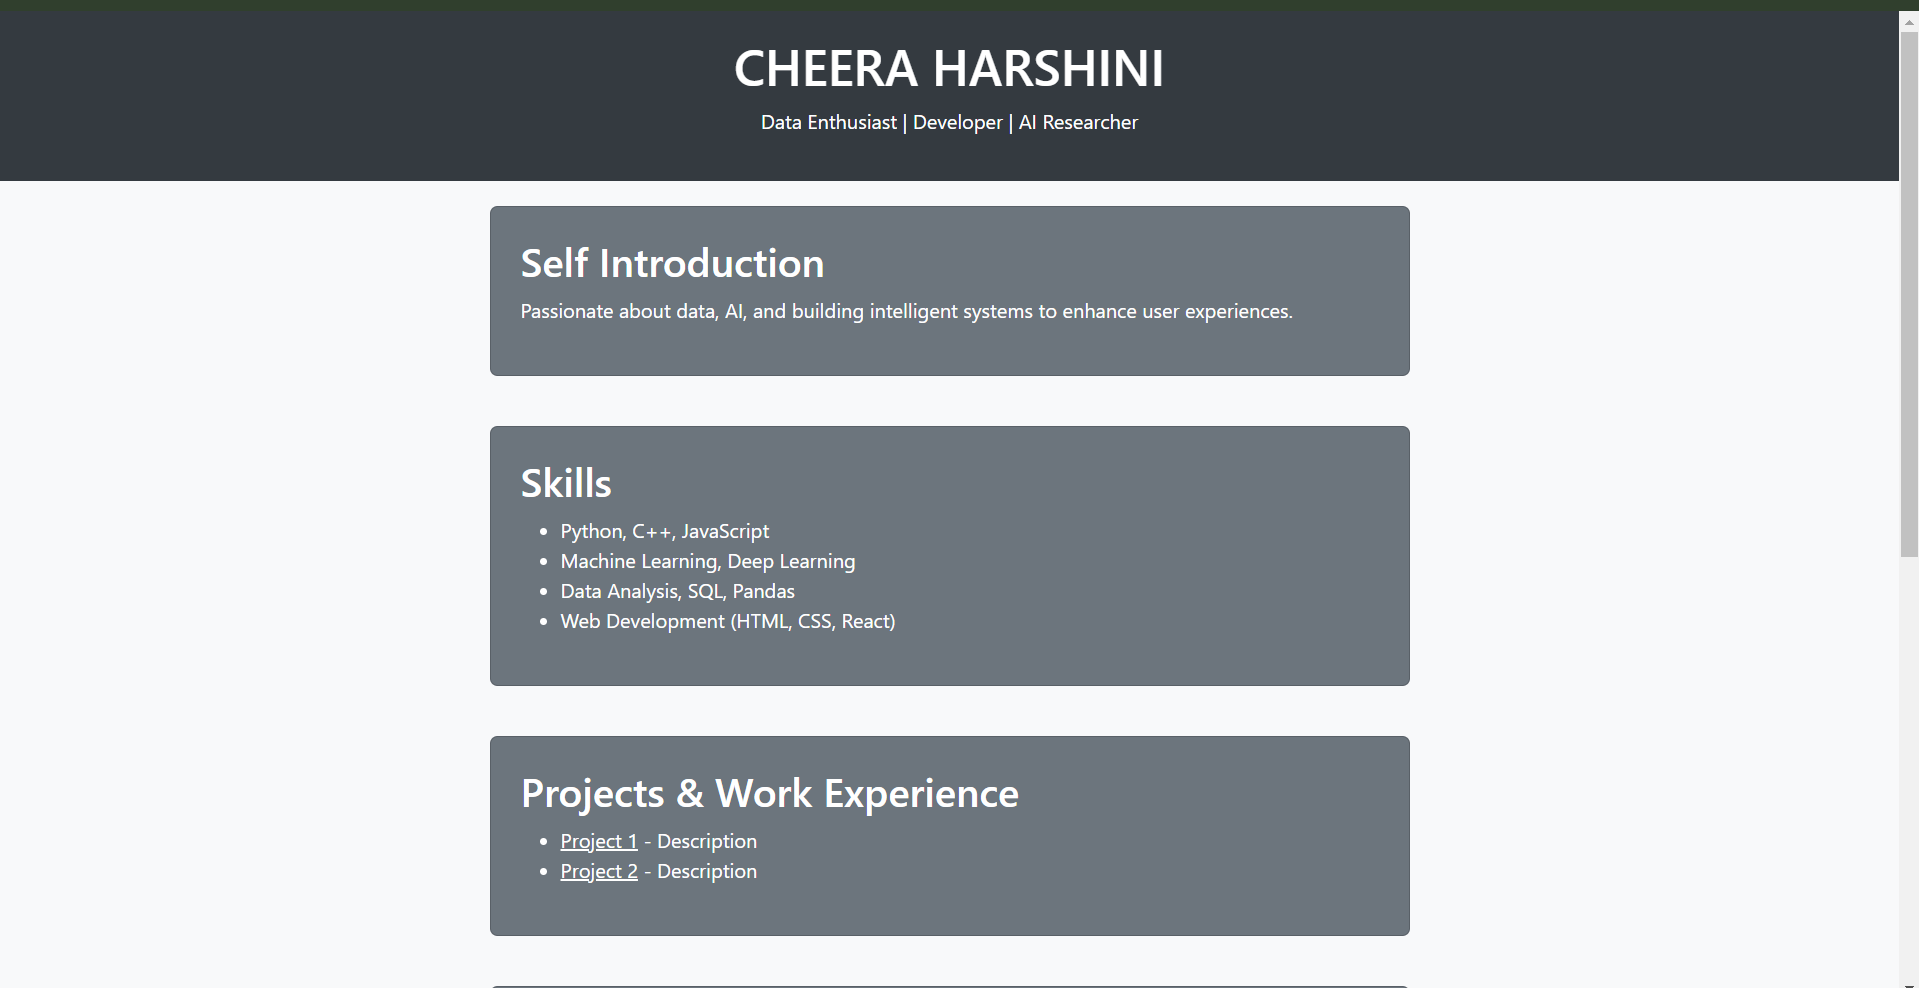 CHEERA HARSHINI
Data Enthusiast | Developer | AI Researcher
Self Introduction
Passionate about data, AI, and building intelligent systems to enhance user experiences.
Skills
• Python, C++, JavaScript
• Machine Learning, Deep Learning
• Data Analysis, SQL, Pandas
• Web Development (HTML, CSS, React)
Projects & Work Experience
• Project 1 - Description
• Project 2 - Description